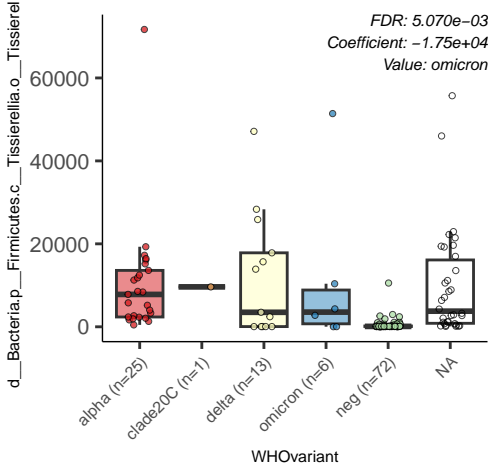 d__Bacteria.p__Firmicutes.c__Tissierellia.o__Tissierel
FDR: 5.070e−03
Coefficient: −1.75e+04
Value: omicron
60000
40000
20000
0
alpha (n=25)
clade20C (n=1)
delta (n=13)
omicron (n=6)
neg (n=72)
NA
WHOvariant